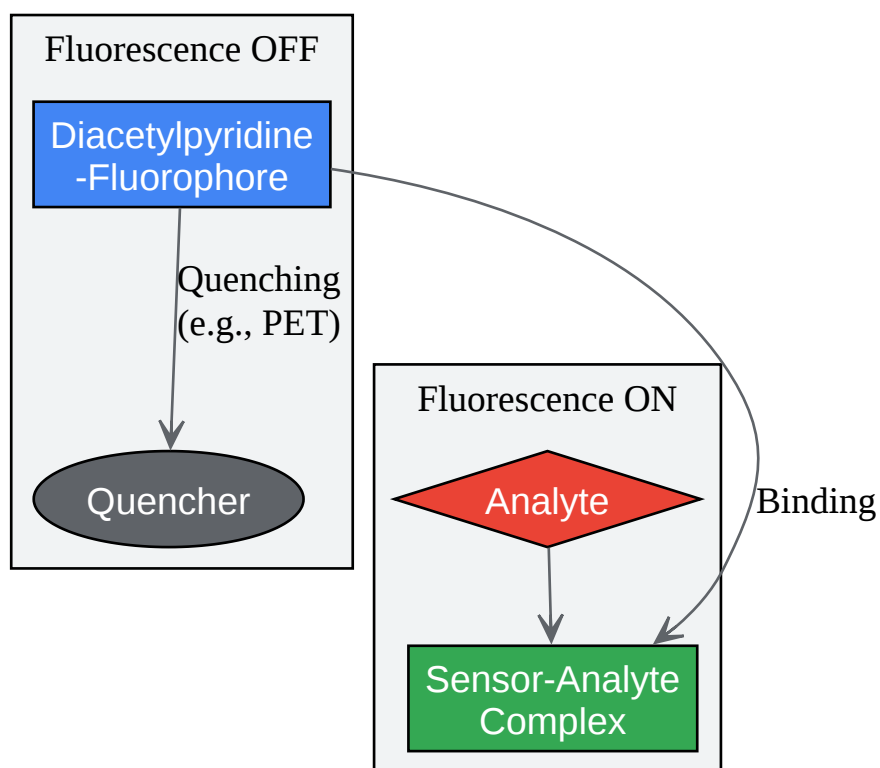 Fluorescence OFF
Diacetylpyridine
-Fluorophore
Quenching
(e.g., PET)
Quencher
Fluorescence ON
Analyte
Binding
Sensor-Analyte
Complex